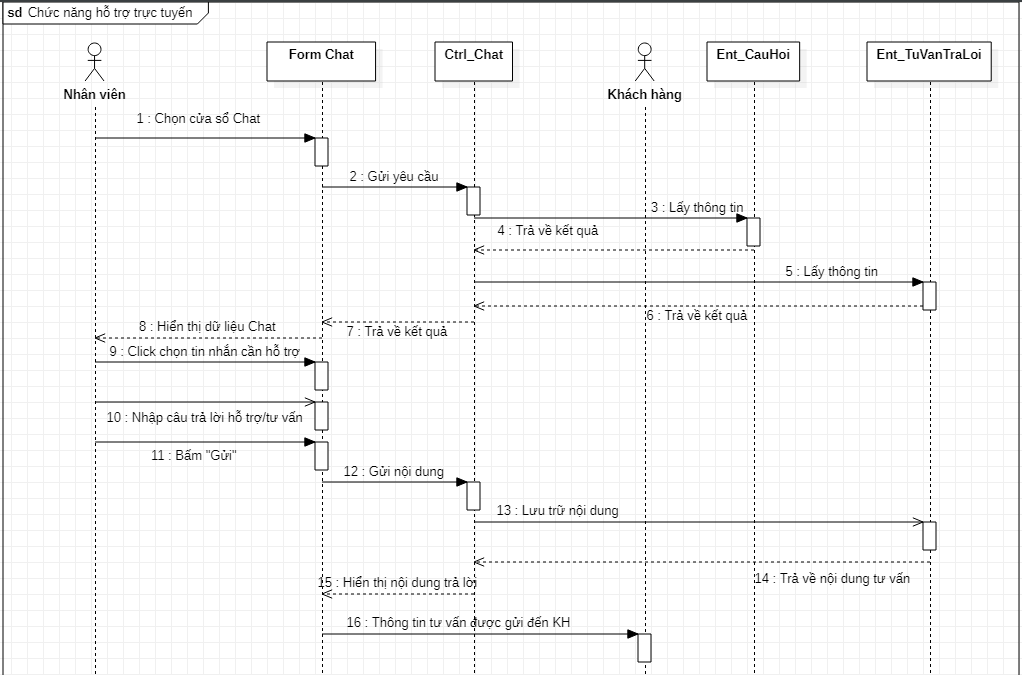 sd Chức năng hỗ trợ trực tuyến
Form Chat
Ctrl_Chat
Ent_CauHoi
Ent_TuVanTraLoi
Nhân viên
Khách hàng
1 : Chọn cửa sổ Chat
2 : Gửi yêu cầu
3 : Lấy thông tin
4 : Trả về kết quả
5 : Lấy thông tin
6 : Trả về kết quả
7 : Trả về kết quả
8 : Hiển thị dữ liệu Chat
9 : Click chọn tin nhắn cần hỗ trợ
10 : Nhập câu trả lời hỗ trợ/tư vấn
11 : Bấm "Gửi"
12 : Gửi nội dung
13 : Lưu trữ nội dung
14 : Trả về nội dung tư vấn
15 : Hiển thị nội dung trả lời
16 : Thông tin tư vấn được gửi đến KH